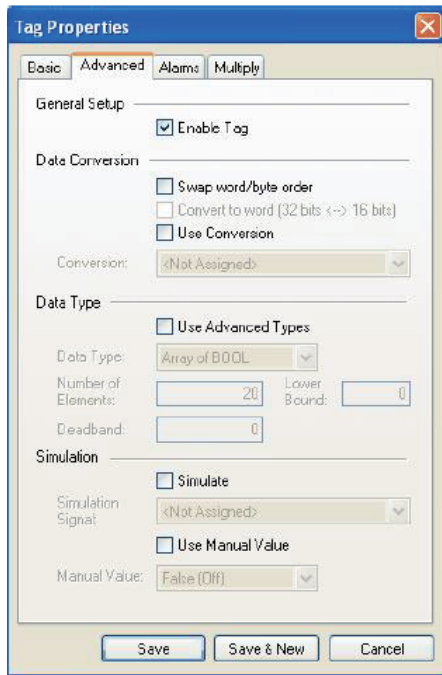 Tag Properties
Basic Advanced Alarms Multiply
General Setup
Enable Tag
Data Conversion
Swap word/byte order
Convert to word (32 bits <--> 16 bits)
Use Conversion
Conversion: <Not Assigned>
Data Type
Use Advanced Types
Data Type: Array of BOOL
Number of Elements: 20 Lower Bound: 0
Deadband: 0
Simulation
Simulate
Simulation Signal: <Not Assigned>
Use Manual Value
Manual Value: False (Off)
Save Save & New Cancel